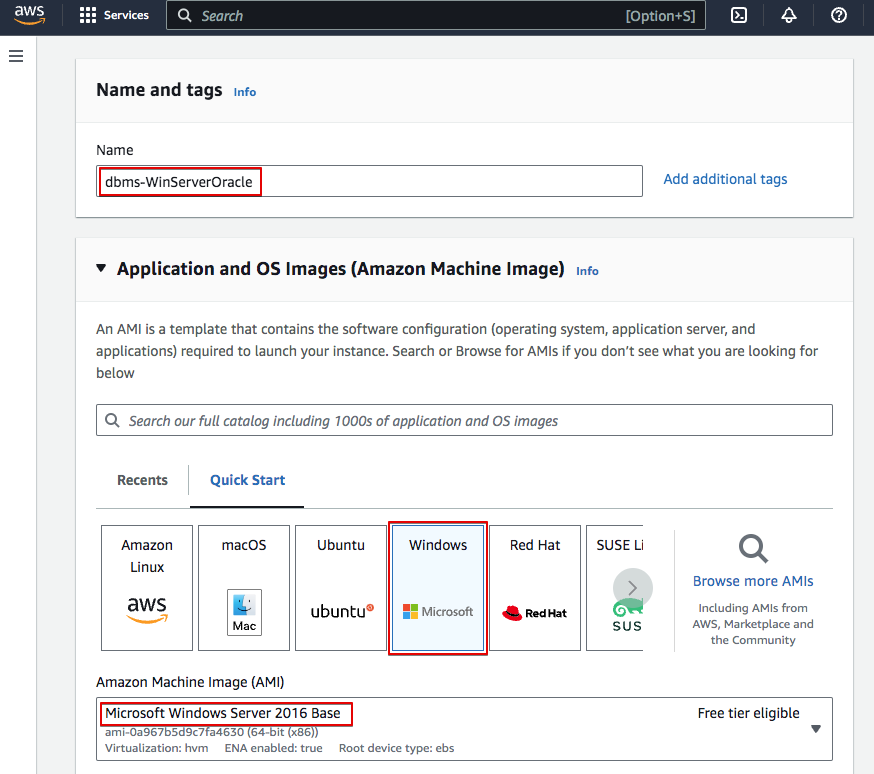 aws
Services
Search
[Option+S]
Name and tags Info
Name
dbms-WinServerOracle
Add additional tags
Application and OS Images (Amazon Machine Image) Info
An AMI is a template that contains the software configuration (operating system, application server, and
applications) required to launch your instance. Search or Browse for AMIs if you don't see what you are looking for
below
Search our full catalog including 1000s of application and OS images
Recents
Quick Start
Amazon
Linux
aws
macOS
Mac
Ubuntu
ubuntu
Windows
Microsoft
Red Hat
Red Hat
SUSE Li
SUS
Browse more AMIs
Including AMIs from
AWS, Marketplace and
the Community
Amazon Machine Image (AMI)
Microsoft Windows Server 2016 Base
Free tier eligible
ami-0a967b5d9c7fa4630 (64-bit (x86))
Virtualization: hvm ENA enabled: true Root device type: ebs